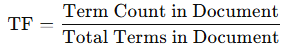 TF = Term Count in Document / Total Terms in Document